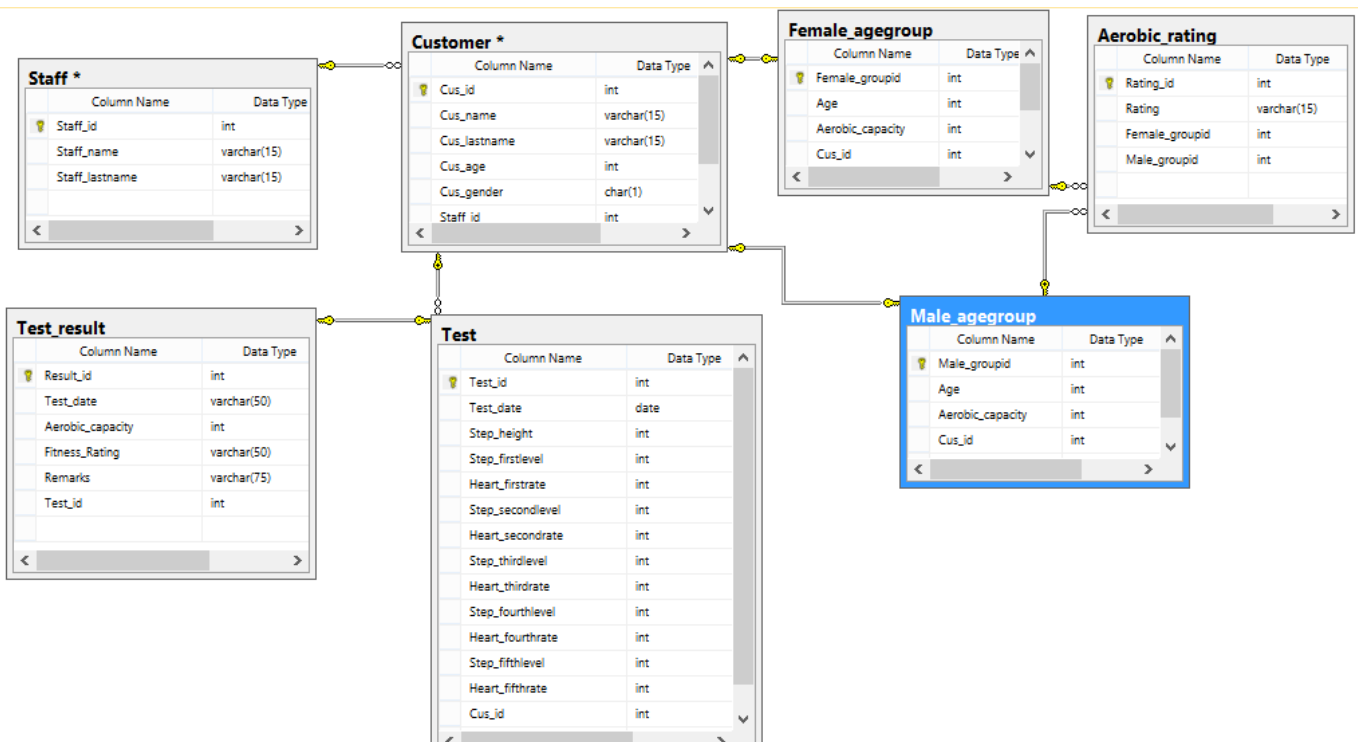 Staff *
Column Name Data Type
Staff_id int
Staff_name varchar(15)
Staff_lastname varchar(15)
Customer *
Column Name Data Type
Cus_id int
Cus_name varchar(15)
Cus_lastname varchar(15)
Cus_age int
Cus_gender char(1)
Staff_id int
Female_agegroup
Column Name Data Type
Female_groupid int
Age int
Aerobic_capacity int
Cus_id int
Aerobic_rating
Column Name Data Type
Rating_id int
Rating varchar(15)
Female_groupid int
Male_groupid int
Test_result
Column Name Data Type
Result_id int
Test_date varchar(50)
Aerobic_capacity int
Fitness_Rating varchar(50)
Remarks varchar(75)
Test_id int
Test
Column Name Data Type
Test_id int
Test_date date
Step_height int
Step_firstlevel int
Heart_firstrate int
Step_secondlevel int
Heart_secondrate int
Step_thirdlevel int
Heart_thirdrate int
Step_fourthlevel int
Heart_fourthrate int
Step_fifthlevel int
Heart_fifthrate int
Cus_id int
Male_agegroup
Column Name Data Type
Male_groupid int
Age int
Aerobic_capacity int
Cus_id int